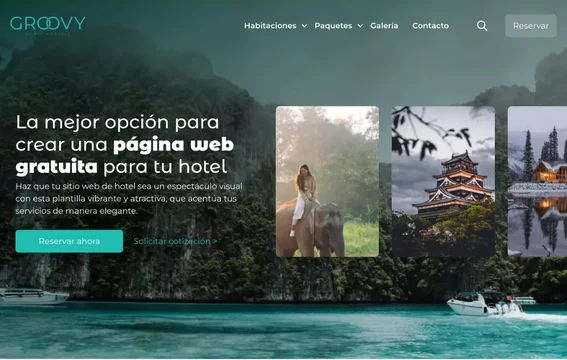 GROOVY
Habitaciones Paquetes Galería Contacto Reservar
La mejor opción para
crear una página web
gratuita para tu hotel
Haz que tu sitio web de hotel sea un espectáculo visual
con esta plantilla vibrante y atractiva, que acentúa tus
servicios de manera elegante.
Reservar ahora Solicitar cotización >